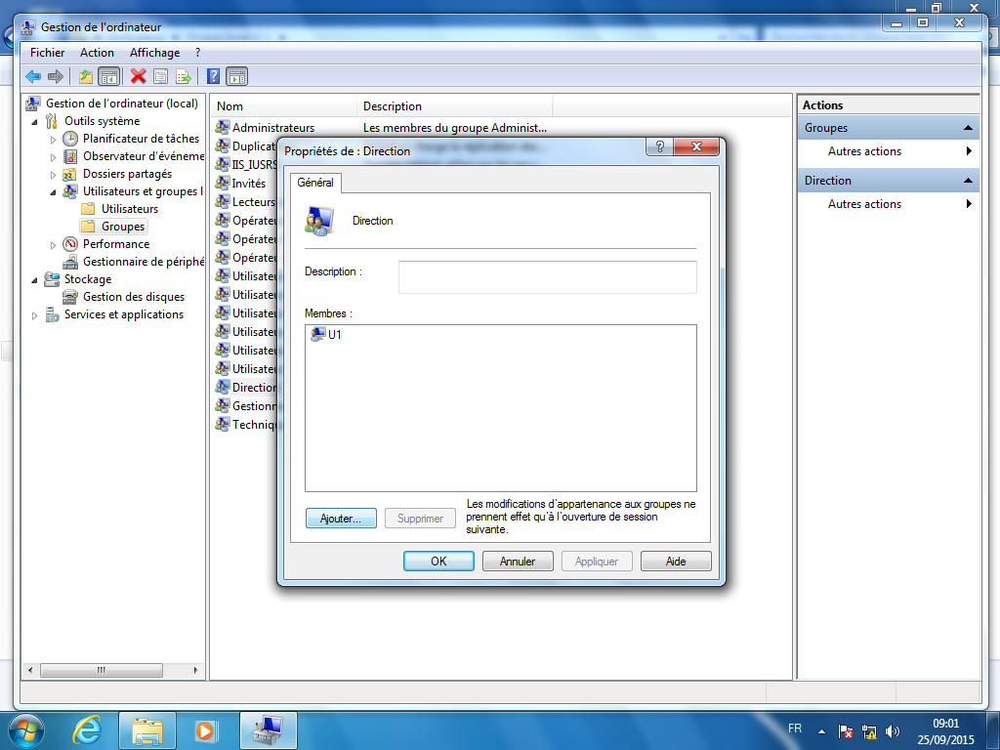 Gestion de l'ordinateur
Fichier Action Affichage ?
Gestion de l'ordinateur (local)
Outils système
Planificateur de tâches
Observateur d'événeme
Dossiers partagés
Utilisateurs et groupes l
Utilisateurs
Groupes
Performance
Gestionnaire de périphé
Stockage
Gestion des disques
Services et applications
Nom Description
Administrateurs Les membres du groupe Administ...
Duplicat
IIS_IUSRS
Invités
Lecteurs
Opérateu
Opérateu
Opérateu
Utilisateu
Utilisateu
Utilisateu
Utilisateu
Utilisateu
Utilisateu
Direction
Gestionn
Techniqu
Propriétés de : Direction
Général
Direction
Description :
Membres :
U1
Ajouter... Supprimer
Les modifications d'appartenance aux groupes ne
prennent effet qu'à l'ouverture de session
suivante.
OK Annuler Appliquer Aide
Actions
Groupes
Autres actions
Direction
Autres actions
FR
09:01
25/09/2015